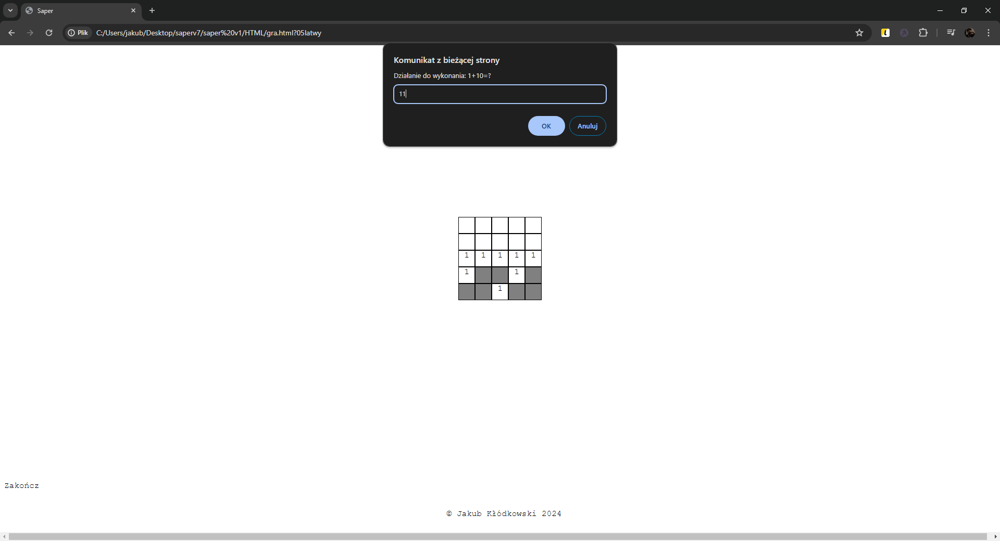 Saper
Plik
C:/Users/jakub/Desktop/saperv7/saper%20v1/HTML/gra.html?05latwy
Komunikat z bieżącej strony
Działanie do wykonania: 1+10=?
11
OK Anuluj
1 1 1 1 1
1 1
1
Zakończ
© Jakub Kłódkowski 2024